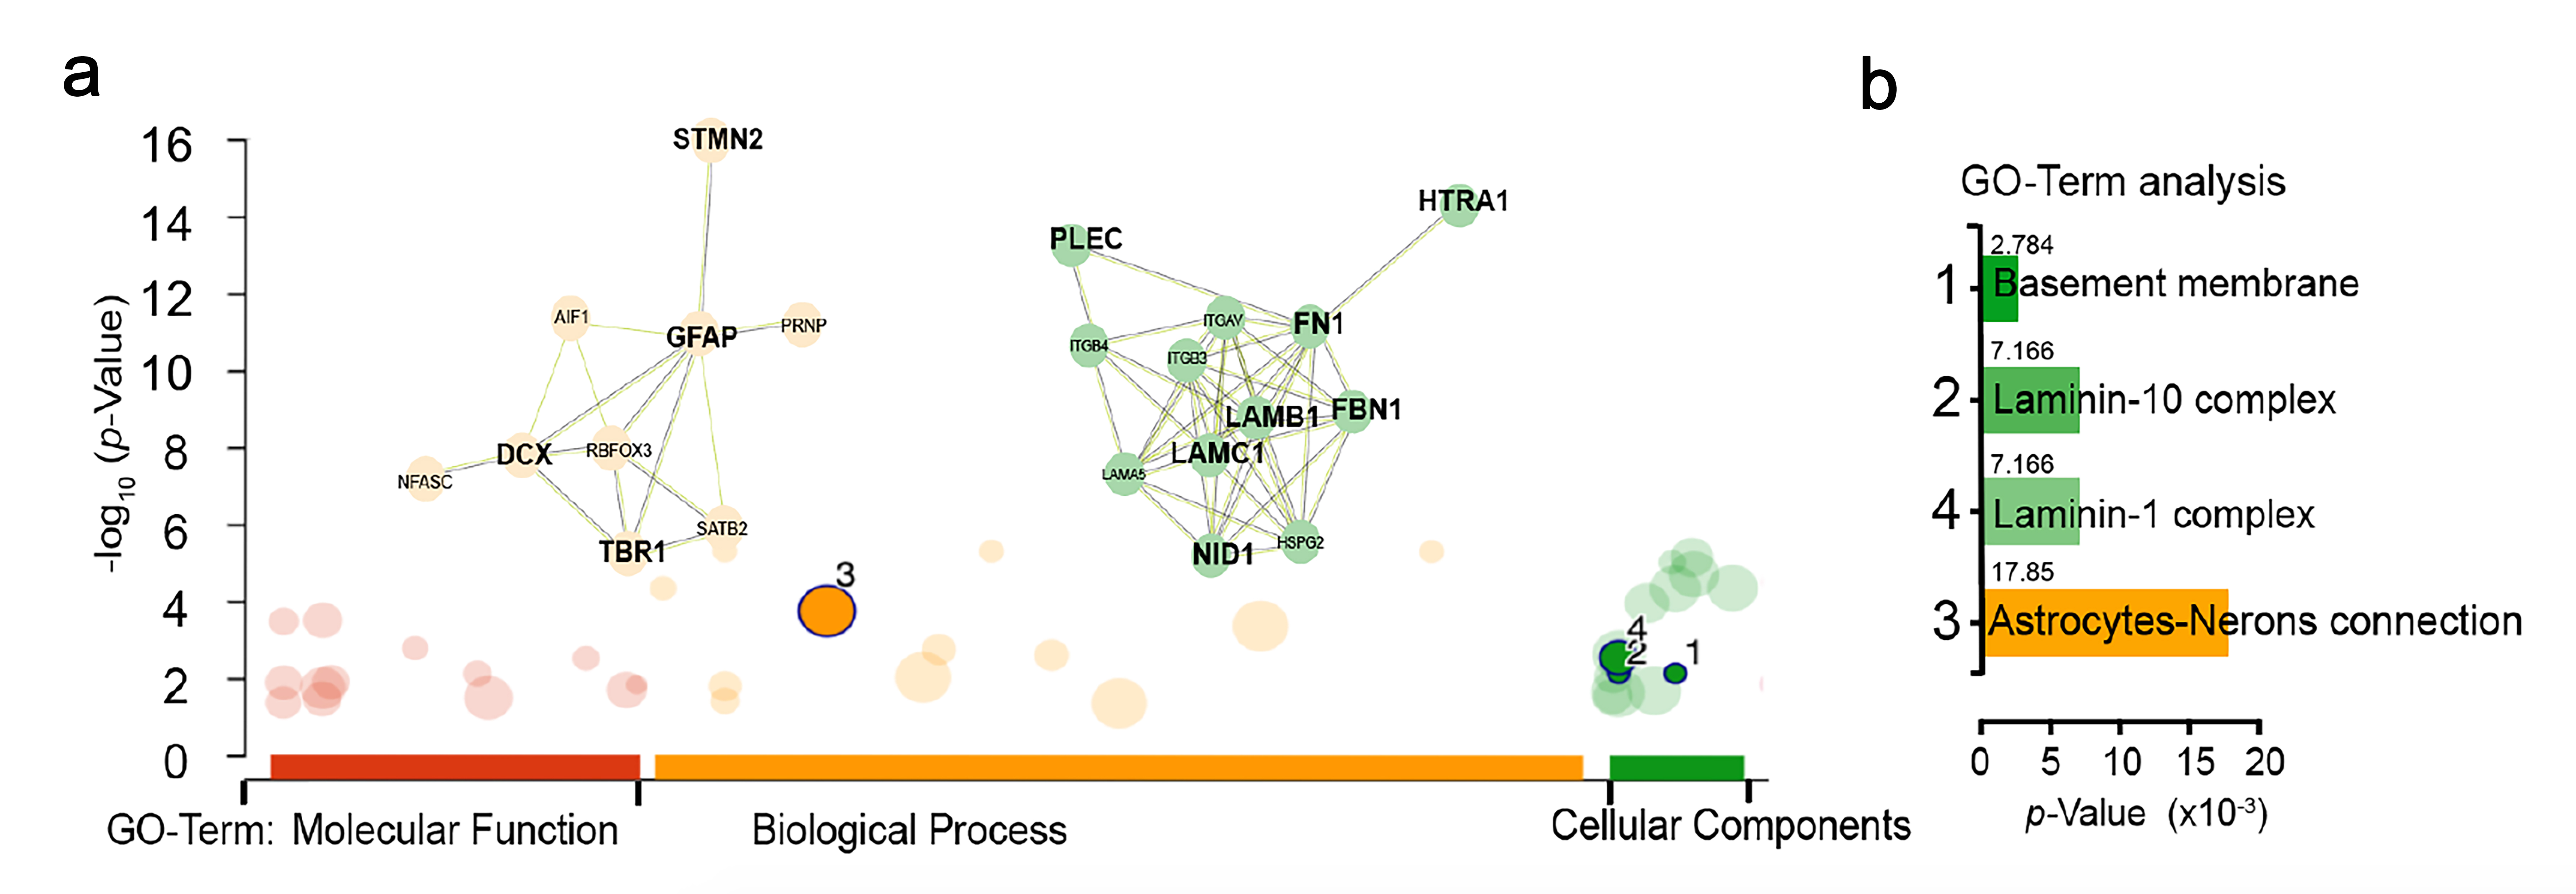 a
b
16
14
12
10
8
6
4
2
0
-log10 (p-Value)
STMN2
AIF1
GFAP
PRNP
DCX
RBFOX3
NFASC
SATB2
TBR1
HTRA1
PLEC
ITGAV
FN1
ITGB4
ITGB3
LAMB1
FBN1
LAMC1
LAMA5
NID1
HSPG2
3
4
2
1
GO-Term: Molecular Function
Biological Process
Cellular Components
GO-Term analysis
2.784
1 Basement membrane
7.166
2 Laminin-10 complex
7.166
4 Laminin-1 complex
17.85
3 Astrocytes-Nerons connection
0 5 10 15 20
p-Value (x10-3)